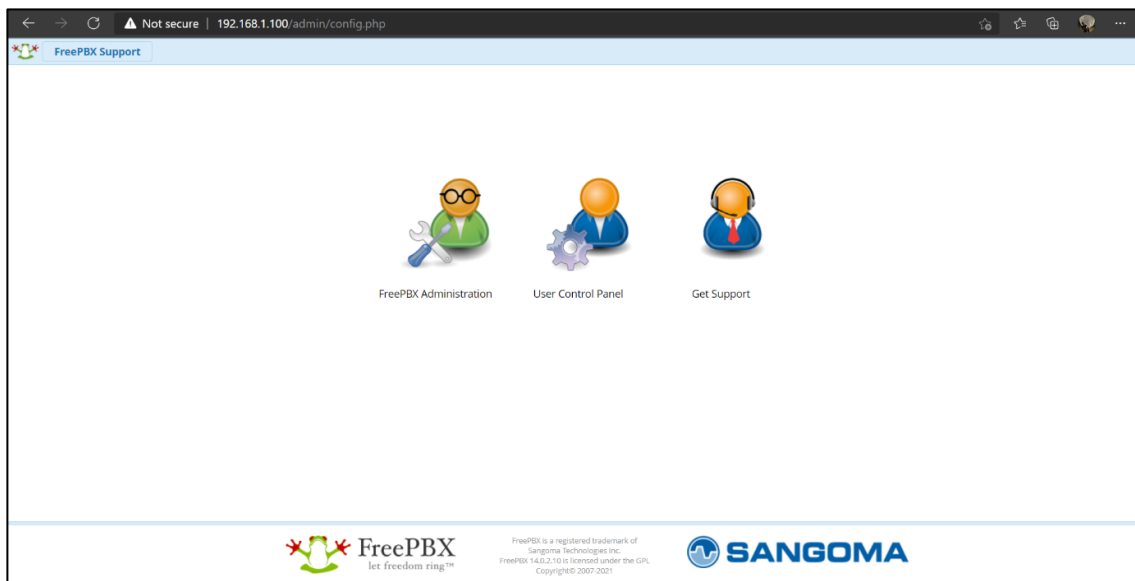 Not secure | 192.168.1.100/admin/config.php
FreePBX Support
FreePBX Administration
User Control Panel
Get Support
FreePBX
let freedom ring™
FreePBX is a registered trademark of
Sangoma Technologies Inc.
FreePBX 14.0.2.10 is licensed under the GPL
Copyright© 2007-2021
SANGOMA